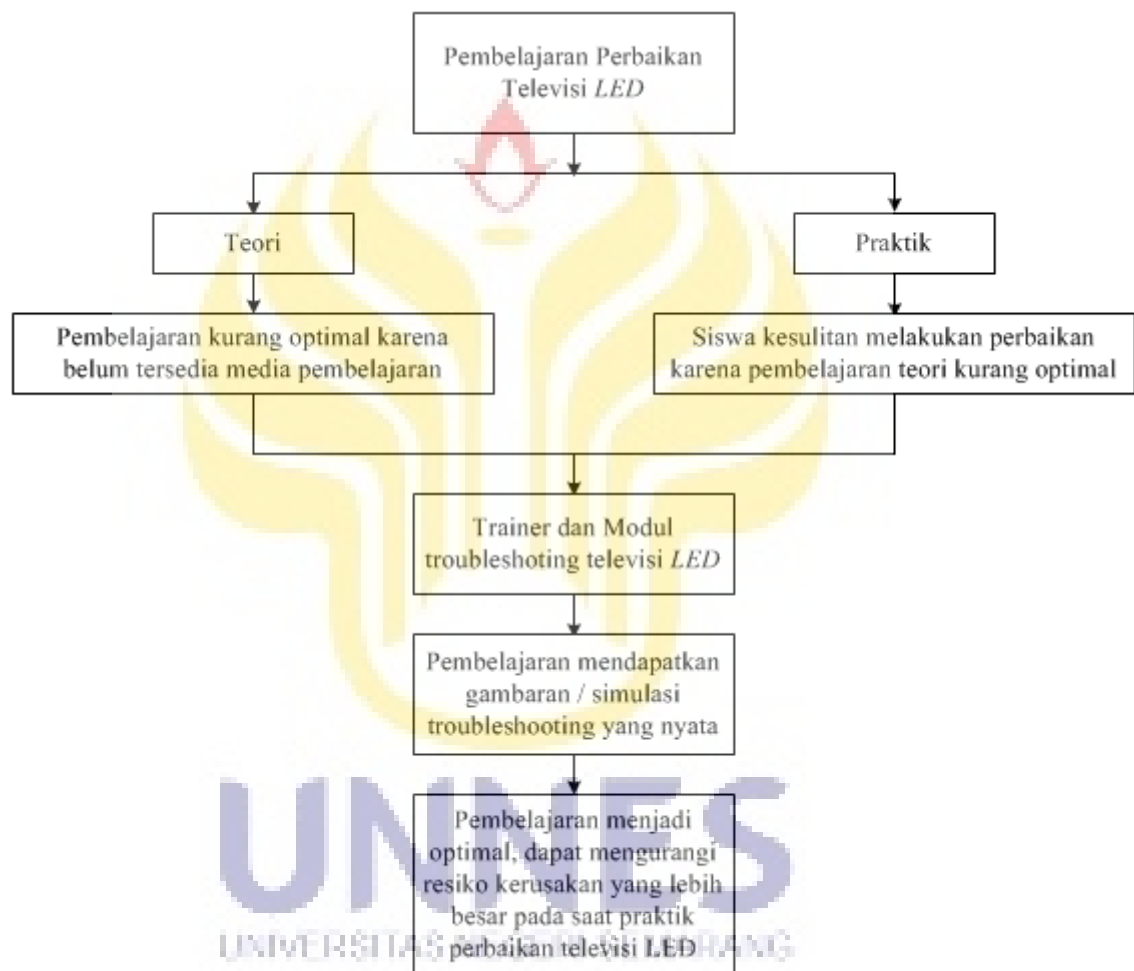 Pembelajaran Perbaikan
Televisi LED
Teori
Praktik
Pembelajaran kurang optimal karena
belum tersedia media pembelajaran
Siswa kesulitan melakukan perbaikan
karena pembelajaran teori kurang optimal
Trainer dan Modul
troubleshoting televisi LED
Pembelajaran mendapatkan
gambaran / simulasi
troubleshooting yang nyata
Pembelajaran menjadi
optimal, dapat mengurangi
resiko kerusakan yang lebih
besar pada saat praktik
perbaikan televisi LED
UNNES
UNIVERSITAS